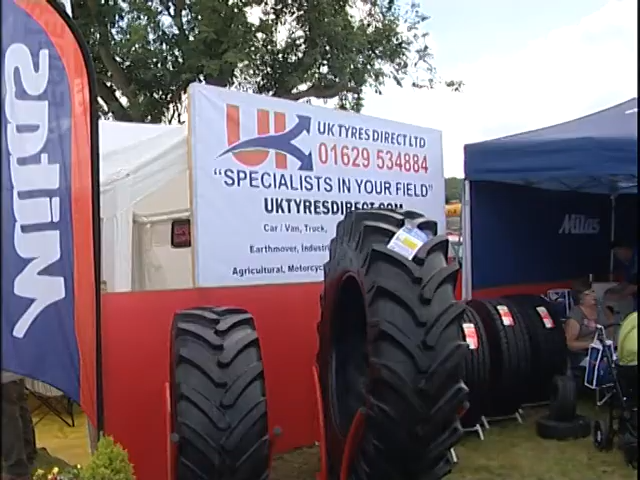 Mitas
UK
UK TYRES DIRECT LTD
01629 534884
"SPECIALISTS IN YOUR FIELD"
UKTYRESDIRECT.COM
Car / Van, Truck,
Earthmover, Industri
Agricultural, Motorcyc
Mitas